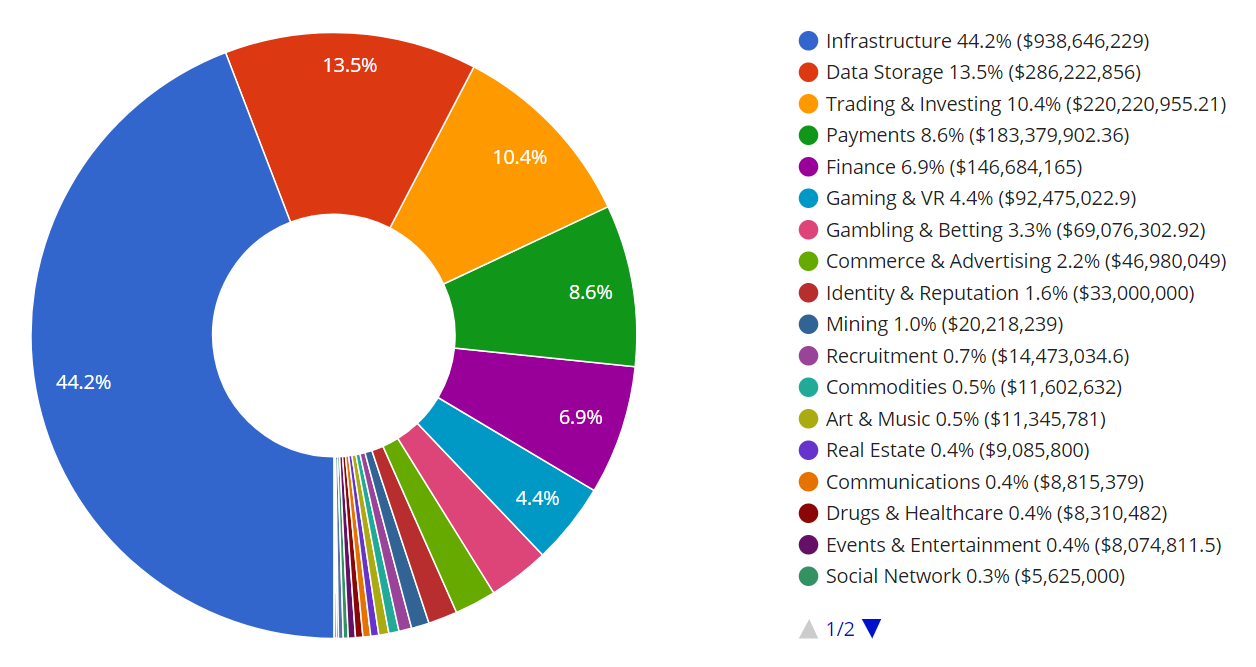 13.5%
10.4%
8.6%
6.9%
4.4%
44.2%
Infrastructure 44.2% ($938,646,229)
Data Storage 13.5% ($286,222,856)
Trading & Investing 10.4% ($220,220,955.21)
Payments 8.6% ($183,379,902.36)
Finance 6.9% ($146,684,165)
Gaming & VR 4.4% ($92,475,022.9)
Gambling & Betting 3.3% ($69,076,302.92)
Commerce & Advertising 2.2% ($46,980,049)
Identity & Reputation 1.6% ($33,000,000)
Mining 1.0% ($20,218,239)
Recruitment 0.7% ($14,473,034.6)
Commodities 0.5% ($11,602,632)
Art & Music 0.5% ($11,345,781)
Real Estate 0.4% ($9,085,800)
Communications 0.4% ($8,815,379)
Drugs & Healthcare 0.4% ($8,310,482)
Events & Entertainment 0.4% ($8,074,811.5)
Social Network 0.3% ($5,625,000)
1/2